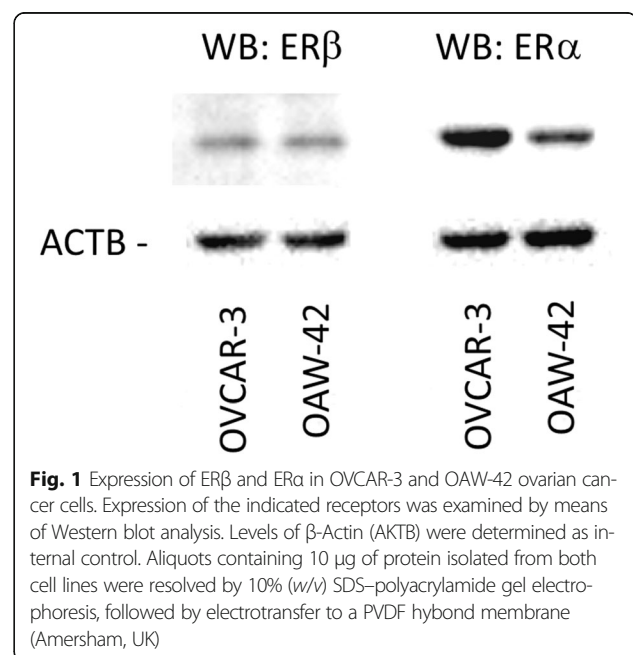 WB: ERβ
WB: ERα
ACTB -
OVCAR-3
OAW-42
OVCAR-3
OAW-42
Fig. 1 Expression of ERβ and ERα in OVCAR-3 and OAW-42 ovarian can-
cer cells. Expression of the indicated receptors was examined by means
of Western blot analysis. Levels of β-Actin (AKTB) were determined as in-
ternal control. Aliquots containing 10 μg of protein isolated from both
cell lines were resolved by 10% (w/v) SDS–polyacrylamide gel electro-
phoresis, followed by electrotransfer to a PVDF hybond membrane
(Amersham, UK)